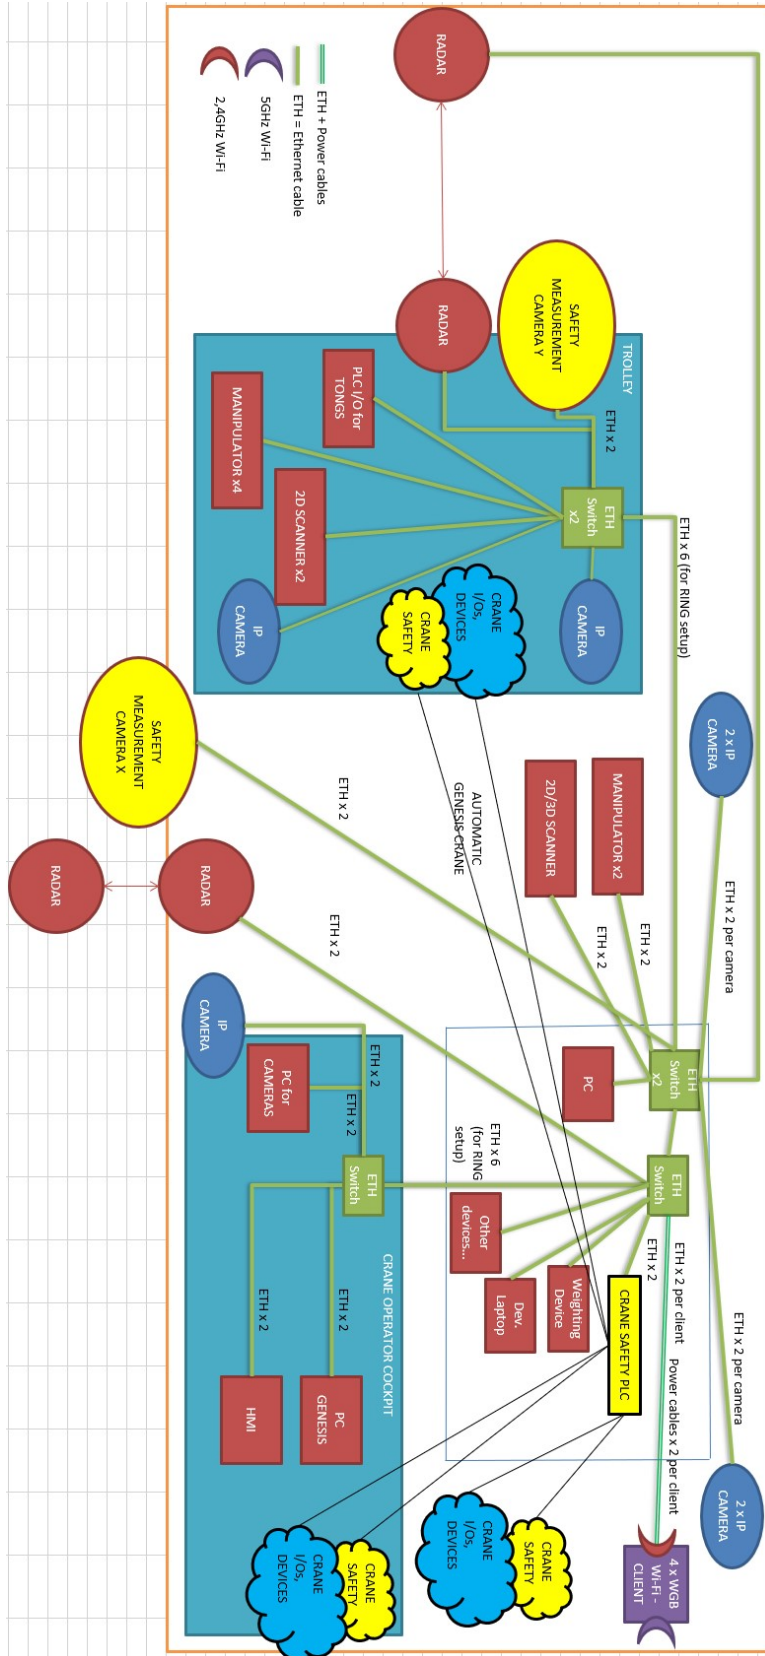 RADAR
ETH + Power cables
ETH = Ethernet cable
5GHz Wi-Fi
2,4GHz Wi-Fi
RADAR
SAFETY
MEASUREMENT
CAMERA Y
TROLLEY
ETH x 2
PLC I/O for
TONGS
MANIPULATOR x4
2D SCANNER x2
ETH
Switch
x2
ETH x 6 (for RING setup)
IP
CAMERA
IP
CAMERA
CRANE
I/Os,
DEVICES
CRANE
SAFETY
2 x IP
CAMERA
SAFETY
MEASUREMENT
CAMERA X
ETH x 2
AUTOMATIC
GENESIS CRANE
2D/3D SCANNER
MANIPULATOR x2
RADAR
RADAR
ETH x 2
ETH x 2
ETH x 2
ETH x 2 per camera
IP
CAMERA
ETH x 2
PC for
CAMERAS
ETH x 2
PC
ETH
Switch
x2
ETH
Switch
ETH x 6
(for RING
setup)
ETH
Switch
Other
devices...
Dev.
Laptop
Weighting
Device
ETH x 2
CRANE SAFETY PLC
ETH x 2 per client
Power cables x 2 per client
ETH x 2 per camera
CRANE OPERATOR COCKPIT
ETH x 2
ETH x 2
HMI
PC
GENESIS
2 x IP
CAMERA
4 x WGB
Wi-Fi -
CLIENT
CRANE
I/Os,
DEVICES
CRANE
SAFETY
CRANE
I/Os,
DEVICES
CRANE
SAFETY